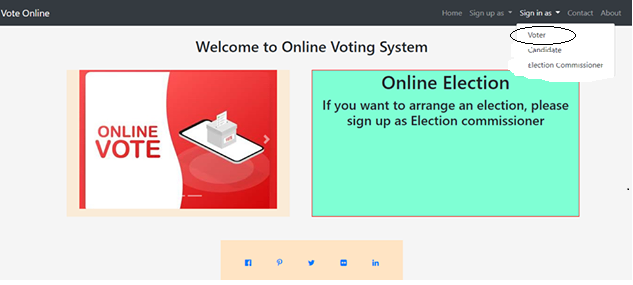 Vote Online
Home Sign up as Sign in as Contact About
Voter
Candidate
Election Commissioner
Welcome to Online Voting System
ONLINE
VOTE
Online Election
If you want to arrange an election, please
sign up as Election commissioner